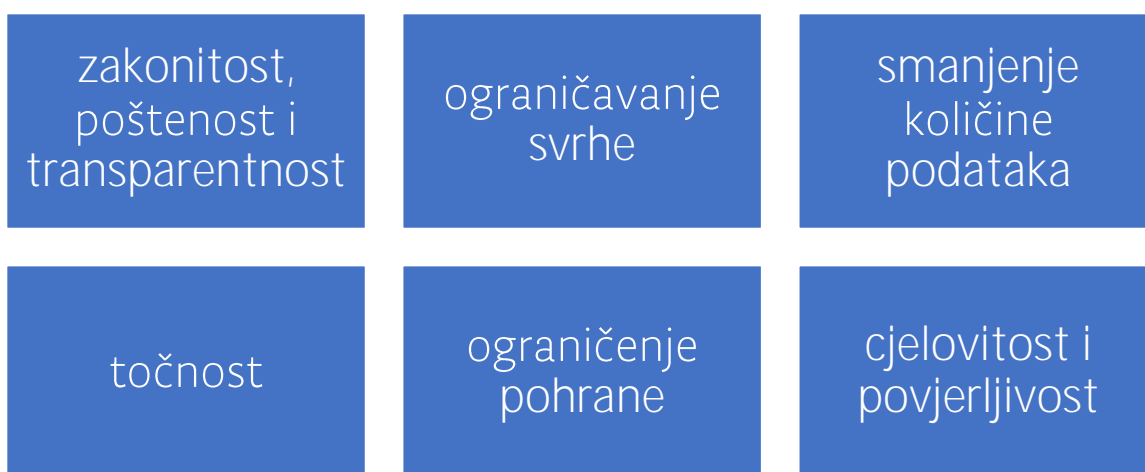 zakonitost,
poštenost i
transparentnost
ograničavanje
svrhe
smanjenje
količine
podataka
točnost
ograničenje
pohrane
cjelovitost i
povjerljivost